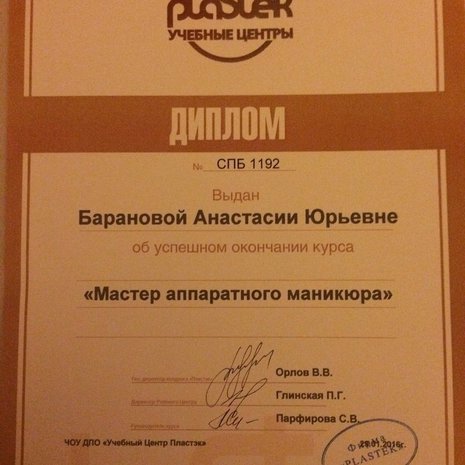 plastek
УЧЕБНЫЕ ЦЕНТРЫ
ДИПЛОМ
№ СПБ 1192
Выдан
Барановой Анастасии Юрьевне
об успешном окончании курса
«Мастер аппаратного маникюра»
Орлов В.В.
Глинская П.Г.
Парфирова С.В.
ЧОУ ДПО «Учебный Центр Пластэк»
Фирма
PLASTEK